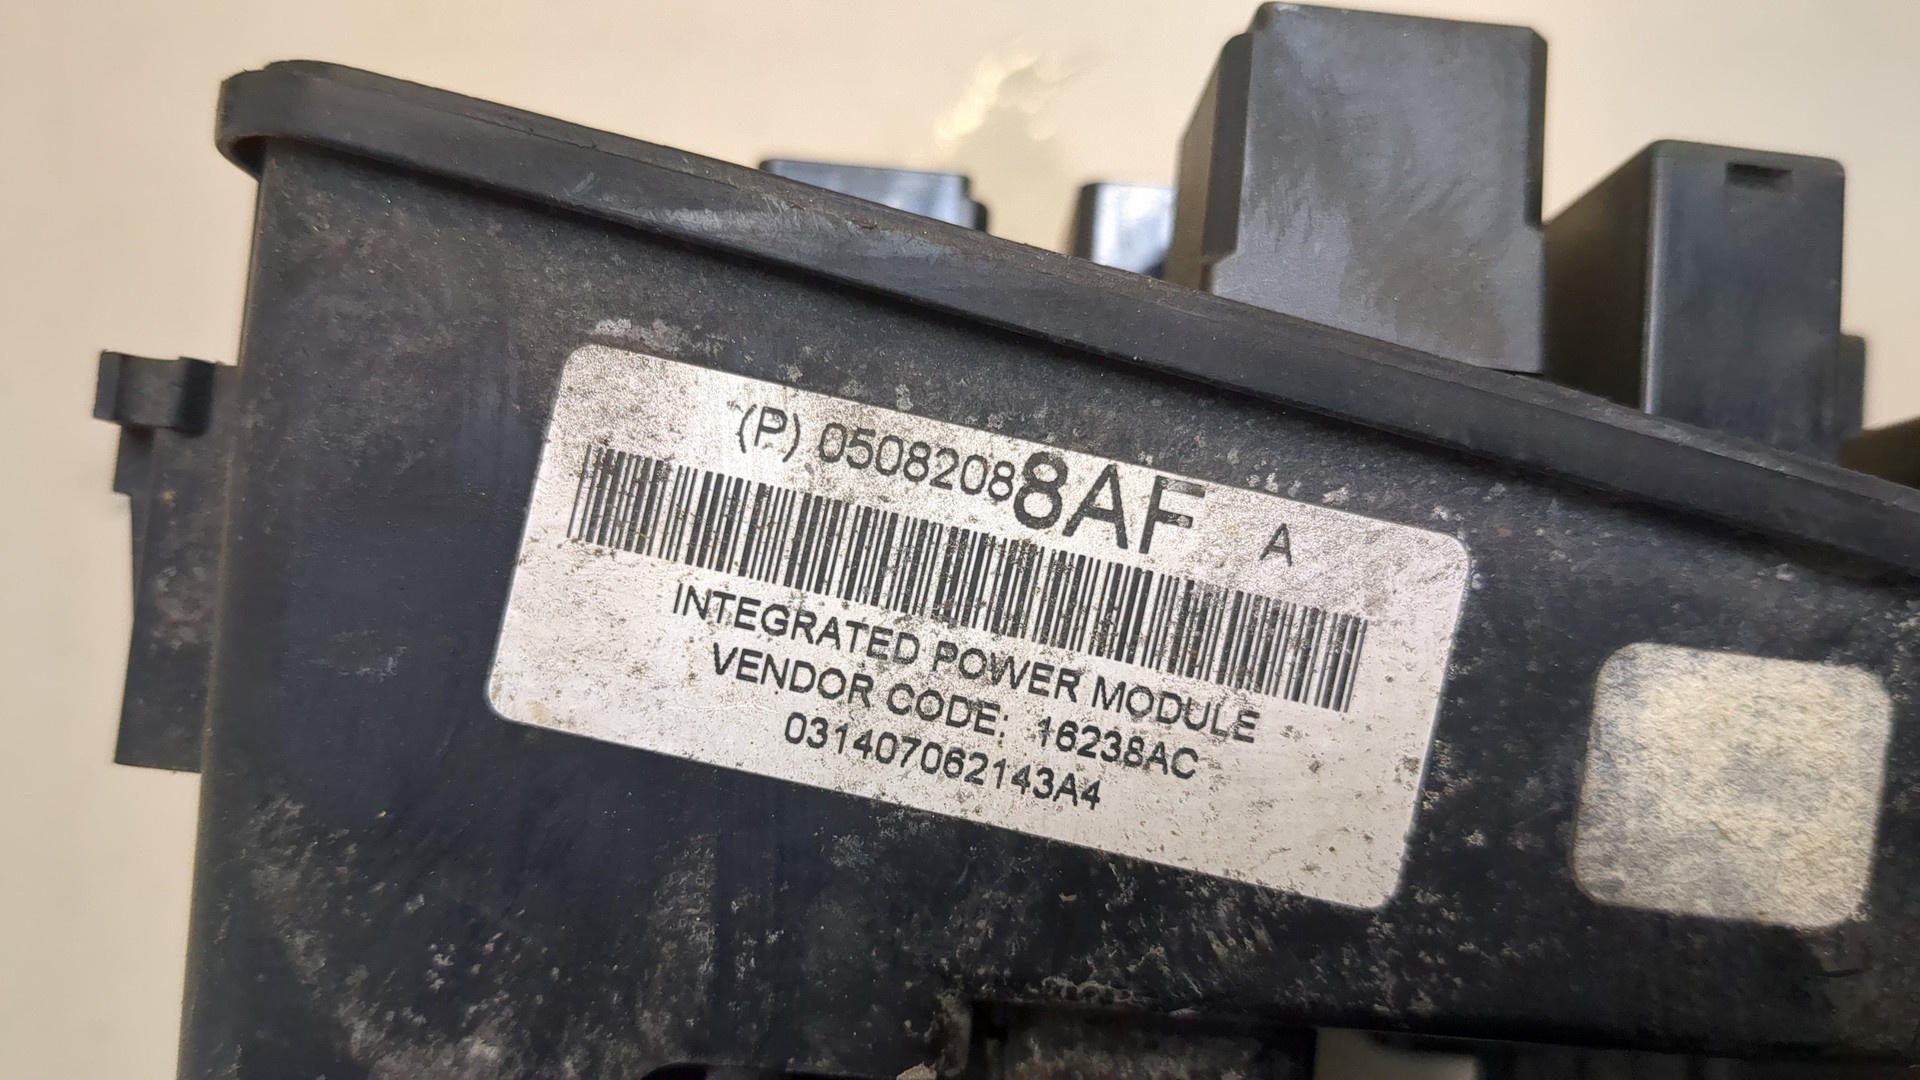 (P) 05082088AF A
INTEGRATED POWER MODULE
VENDOR CODE: 16238AC
031407062143A4